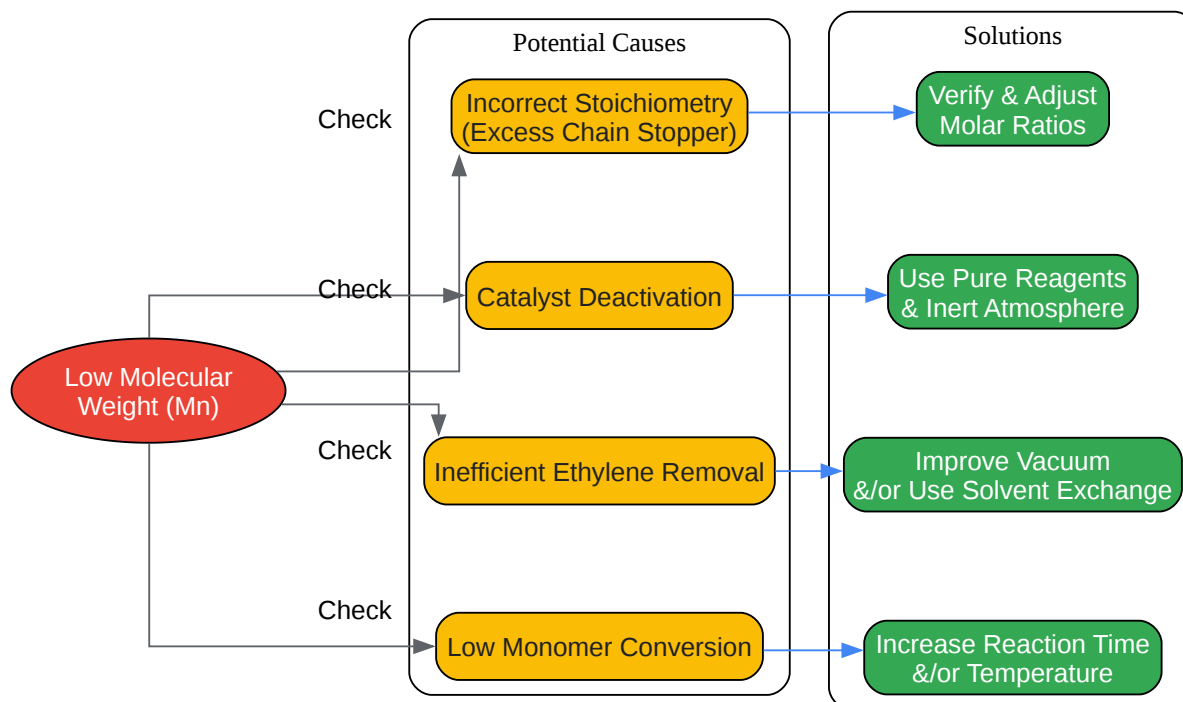 Potential Causes
Solutions
Check
Incorrect Stoichiometry
(Excess Chain Stopper)
Verify & Adjust
Molar Ratios
Check
Catalyst Deactivation
Use Pure Reagents
& Inert Atmosphere
Low Molecular
Weight (Mn)
Check
Inefficient Ethylene Removal
Improve Vacuum
&/or Use Solvent Exchange
Check
Low Monomer Conversion
Increase Reaction Time
&/or Temperature